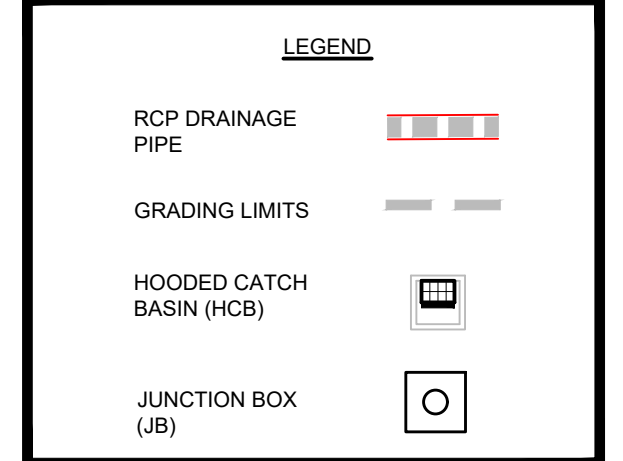 LEGEND
RCP DRAINAGE
PIPE
GRADING LIMITS
HOODED CATCH
BASIN (HCB)
JUNCTION BOX
(JB)